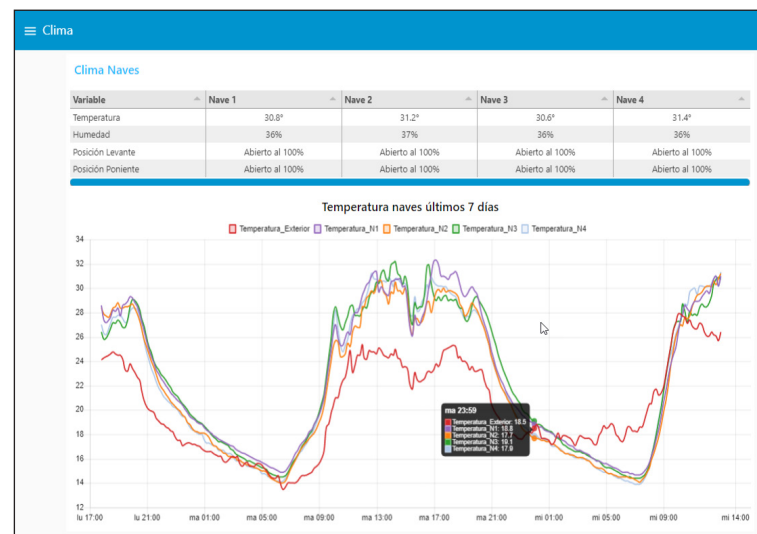 Clima
Clima Naves
Variable Nave 1 Nave 2 Nave 3 Nave 4
Temperatura 30.8° 31.2° 30.6° 31.4°
Humedad 36% 37% 36% 36%
Posición Levante Abierto al 100% Abierto al 100% Abierto al 100% Abierto al 100%
Posición Poniente Abierto al 100% Abierto al 100% Abierto al 100% Abierto al 100%
Temperatura naves últimos 7 días
Temperatura_Exterior Temperatura_N1 Temperatura_N2 Temperatura_N3 Temperatura_N4
34
32
30
28
26
24
22
20
18
16
14
12
ma 23:59
Temperatura_Exterior: 18.5
Temperatura_N1: 18.8
Temperatura_N2: 17.7
Temperatura_N3: 19.1
Temperatura_N4: 17.9
lu 17:00 lu 21:00 ma 01:00 ma 05:00 ma 09:00 ma 13:00 ma 17:00 ma 21:00 mi 01:00 mi 05:00 mi 09:00 mi 14:00